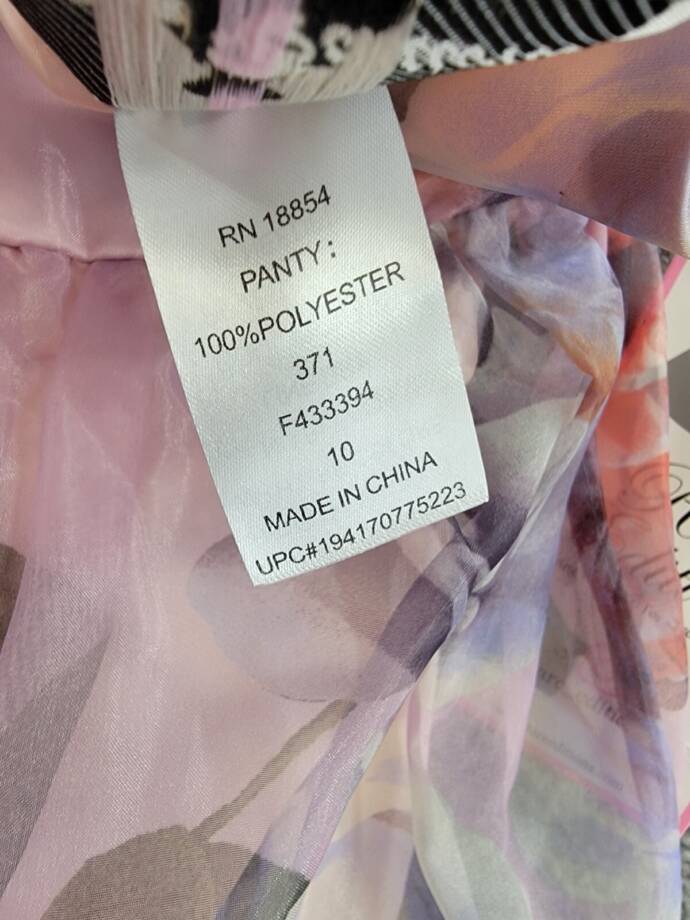 RN 18854
PANTY:
100%POLYESTER
371
F433394
10
MADE IN CHINA
UPC#194170775223